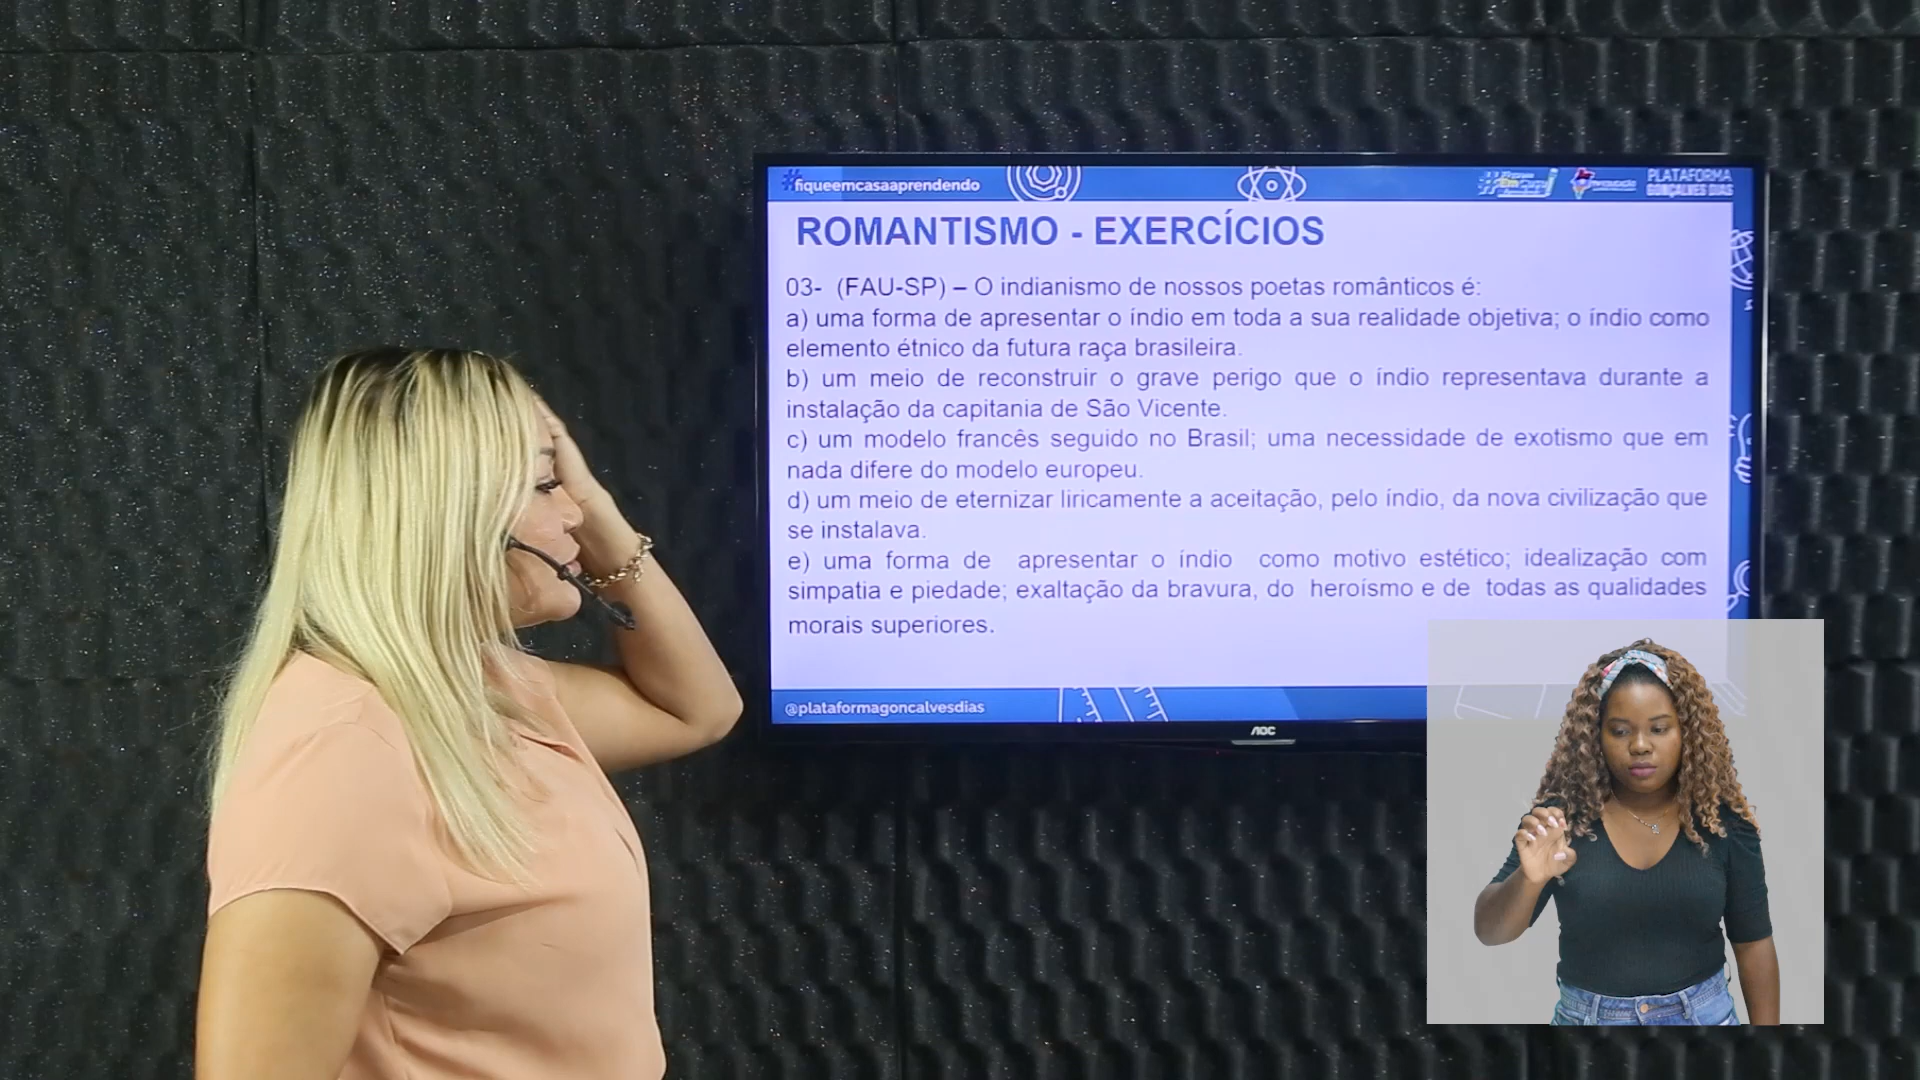 #fiqueemcasaaprendendo
PLATAFORMA
GONÇALVES DIAS
ROMANTISMO - EXERCÍCIOS
03- (FAU-SP) – O indianismo de nossos poetas românticos é:
a) uma forma de apresentar o índio em toda a sua realidade objetiva; o índio como
elemento étnico da futura raça brasileira.
b) um meio de reconstruir o grave perigo que o índio representava durante a
instalação da capitania de São Vicente.
c) um modelo francês seguido no Brasil; uma necessidade de exotismo que em
nada difere do modelo europeu.
d) um meio de eternizar liricamente a aceitação, pelo índio, da nova civilização que
se instalava.
e) uma forma de apresentar o índio como motivo estético; idealização com
simpatia e piedade; exaltação da bravura, do heroísmo e de todas as qualidades
morais superiores.
@plataformagoncalvesdias
AOC